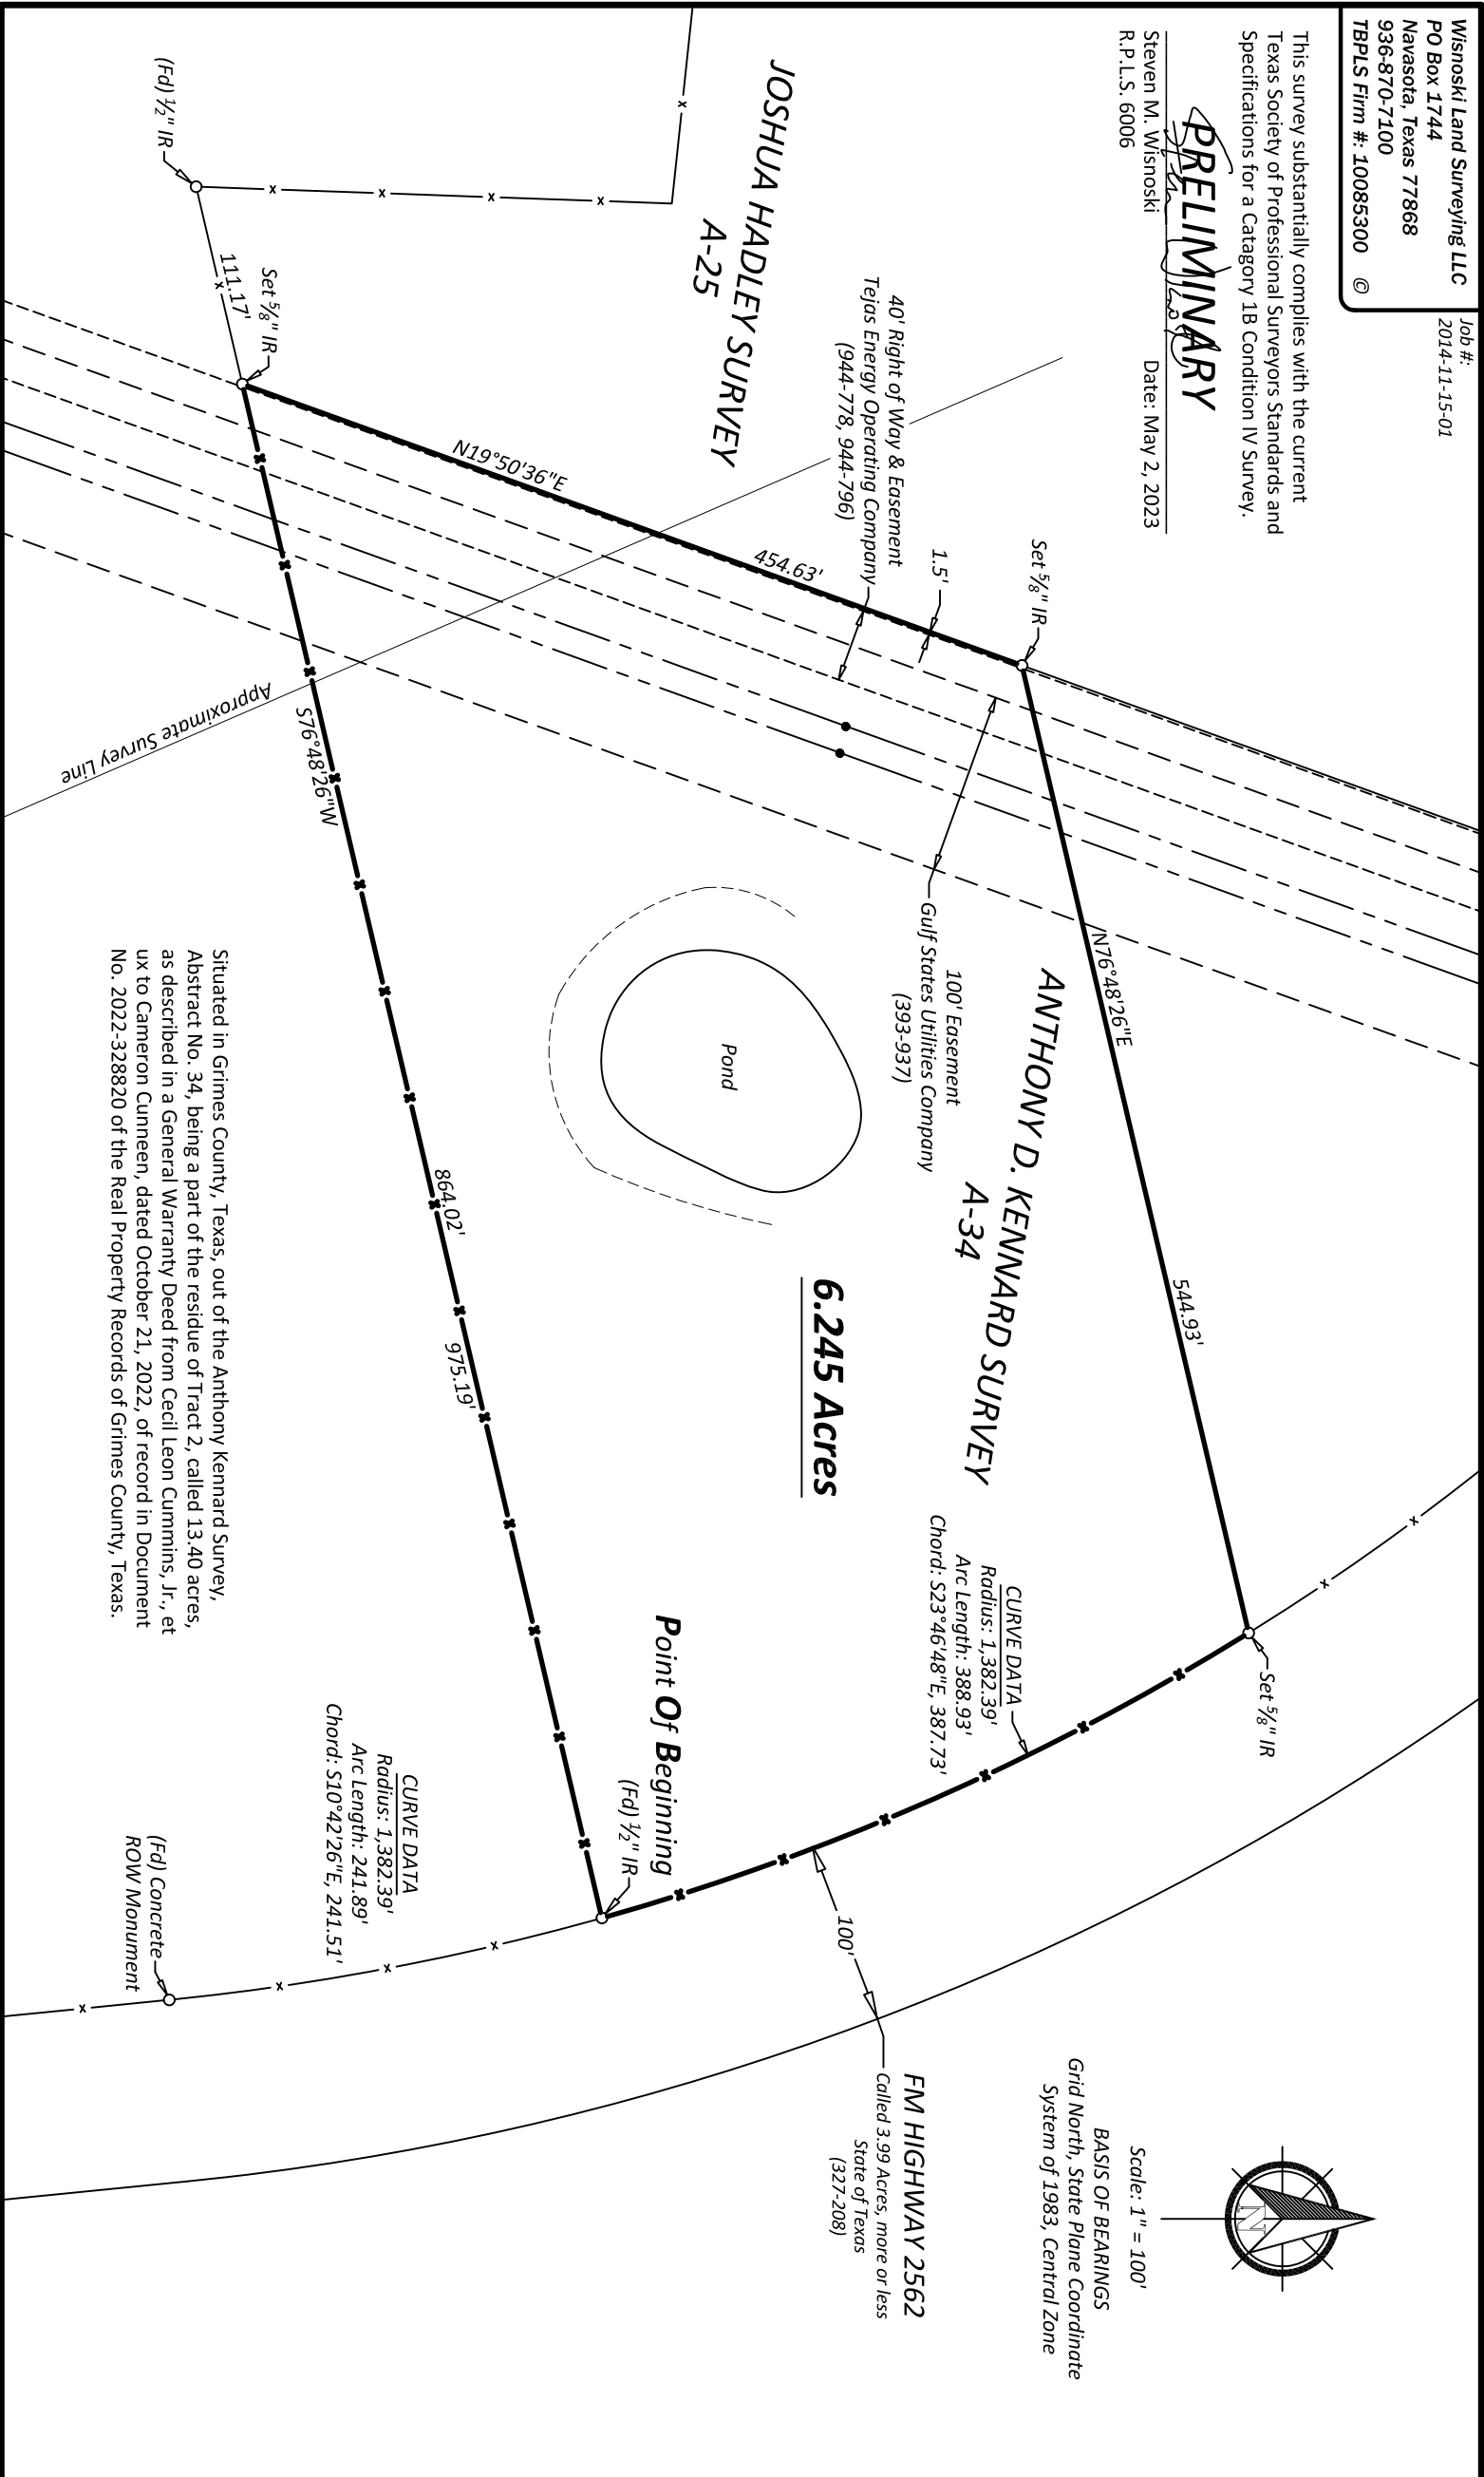 Wisnoski Land Surveying LLC
PO Box 1744
Navasota, Texas 77868
936-870-7100
TBPLS Firm #: 10085300 ©
Job #:
2014-11-15-01
This survey substantially complies with the current
Texas Society of Professional Surveyors Standards and
Specifications for a Catagory 1B Condition IV Survey.
PRELIMINARY
Steven M. Wisnoski
R.P.L.S. 6006
Date: May 2, 2023
JOSHUA HADLEY SURVEY
A-25
(Fd) ½" IR
111.17'
Set ⅝" IR
N19°50'36"E
454.63'
40' Right of Way & Easement
Tejas Energy Operating Company
(944-778, 944-796)
1.5'
Set ⅝" IR
N76°48'26"E
544.93'
100' Easement
Gulf States Utilities Company
(393-937)
ANTHONY D. KENNARD SURVEY
A-34
Pond
6.245 Acres
Approximate Survey Line
S76°48'26"W
864.02'
975.19'
Set ⅝" IR
CURVE DATA
Radius: 1,382.39'
Arc Length: 388.93'
Chord: S23°46'48"E, 387.73'
Point Of Beginning
(Fd) ½" IR
100'
CURVE DATA
Radius: 1,382.39'
Arc Length: 241.89'
Chord: S10°42'26"E, 241.51'
(Fd) Concrete
ROW Monument
FM HIGHWAY 2562
Called 3.99 Acres, more or less
State of Texas
(327-208)
N
Scale: 1" = 100'
BASIS OF BEARINGS
Grid North, State Plane Coordinate
System of 1983, Central Zone
Situated in Grimes County, Texas, out of the Anthony Kennard Survey,
Abstract No. 34, being a part of the residue of Tract 2, called 13.40 acres,
as described in a General Warranty Deed from Cecil Leon Cummins, Jr., et
ux to Cameron Cunneen, dated October 21, 2022, of record in Document
No. 2022-328820 of the Real Property Records of Grimes County, Texas.